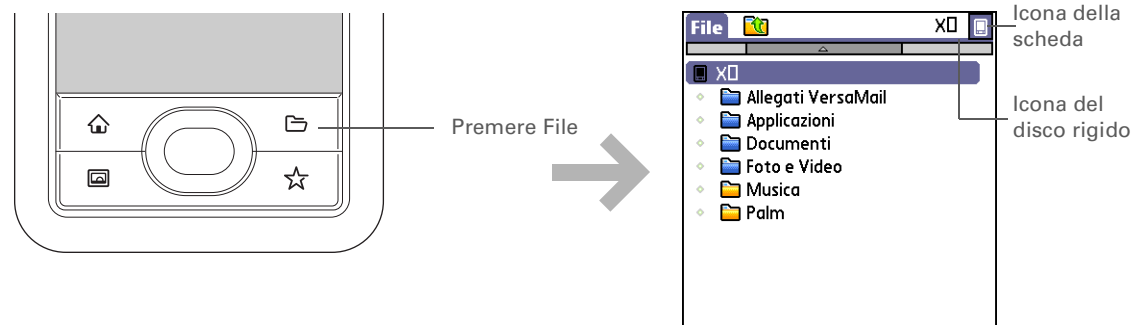 Premere File
File
X
Icona della
scheda
X
Allegati VersaMail
Applicazioni
Documenti
Foto e Video
Musica
Palm
Icona del
disco rigido